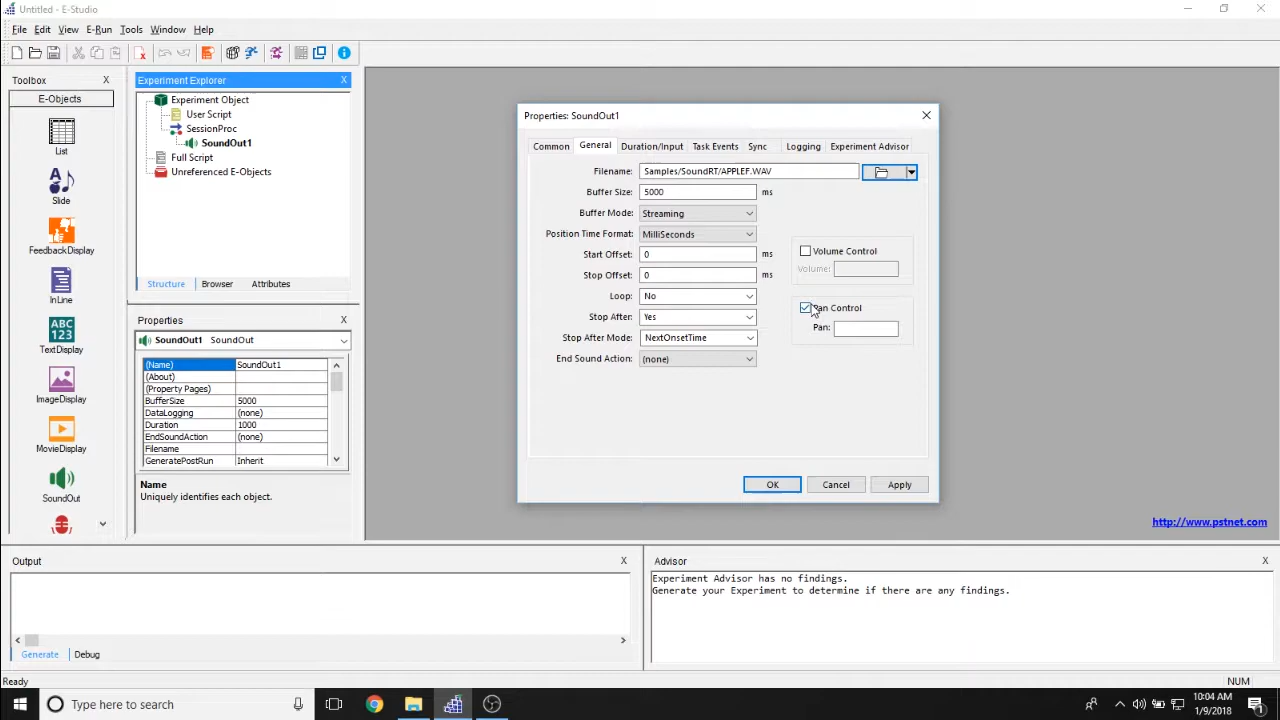 Untitled - E-Studio
File Edit View E-Run Tools Window Help
Toolbox X
E-Objects
List
Slide
FeedbackDisplay
InLine
TextDisplay
ImageDisplay
MovieDisplay
SoundOut
Experiment Explorer X
Experiment Object
User Script
SessionProc
SoundOut1
Full Script
Unreferenced E-Objects
Structure Browser Attributes
Properties X
SoundOut1 SoundOut
(Name) SoundOut1
(About)
(Property Pages)
BufferSize 5000
DataLogging (none)
Duration 1000
EndSoundAction (none)
Filename
GeneratePostRun Inherit
Name
Uniquely identifies each object.
Properties: SoundOut1
Common General Duration/Input Task Events Sync Logging Experiment Advisor
Filename: Samples/SoundRT/APPLEF.WAV
Buffer Size: 5000 ms
Buffer Mode: Streaming
Position Time Format: MilliSeconds
Start Offset: 0 ms
Stop Offset: 0 ms
Loop: No
Stop After: Yes
Stop After Mode: NextOnsetTime
End Sound Action: (none)
Volume Control
Volume:
Pan Control
Pan:
OK Cancel Apply
http://www.pstnet.com
Output X
Generate Debug
Advisor X
Experiment Advisor has no findings.
Generate your Experiment to determine if there are any findings.
Ready NUM
Type here to search
10:04 AM
1/9/2018
1